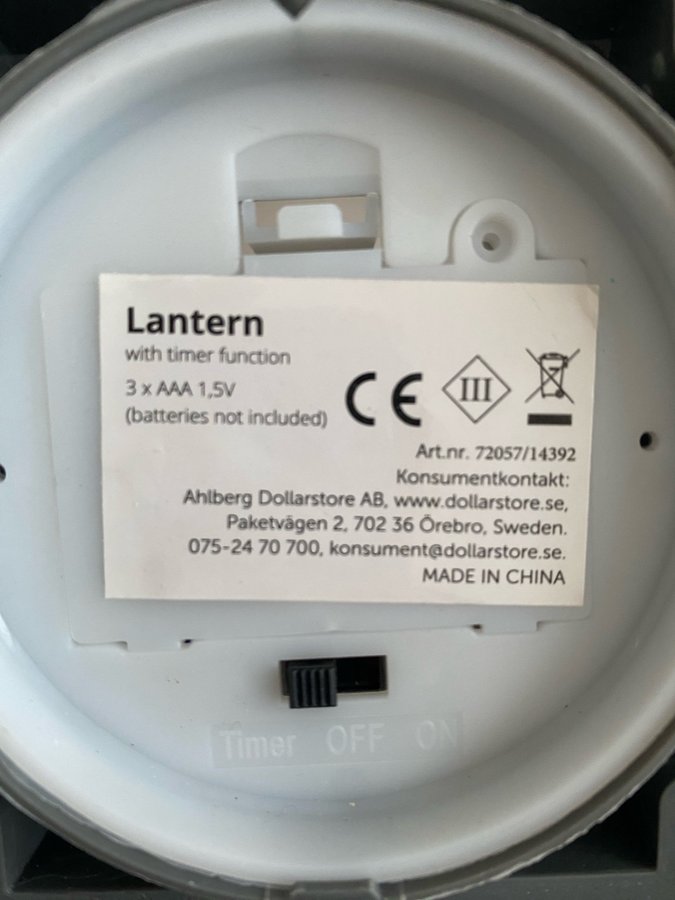 Lantern
with timer function
3 x AAA 1,5V
(batteries not included)
CE
III
Art.nr. 72057/14392
Konsumentkontakt:
Ahlberg Dollarstore AB, www.dollarstore.se,
Paketvägen 2, 702 36 Örebro, Sweden.
075-24 70 700, konsument@dollarstore.se.
MADE IN CHINA
Timer OFF ON